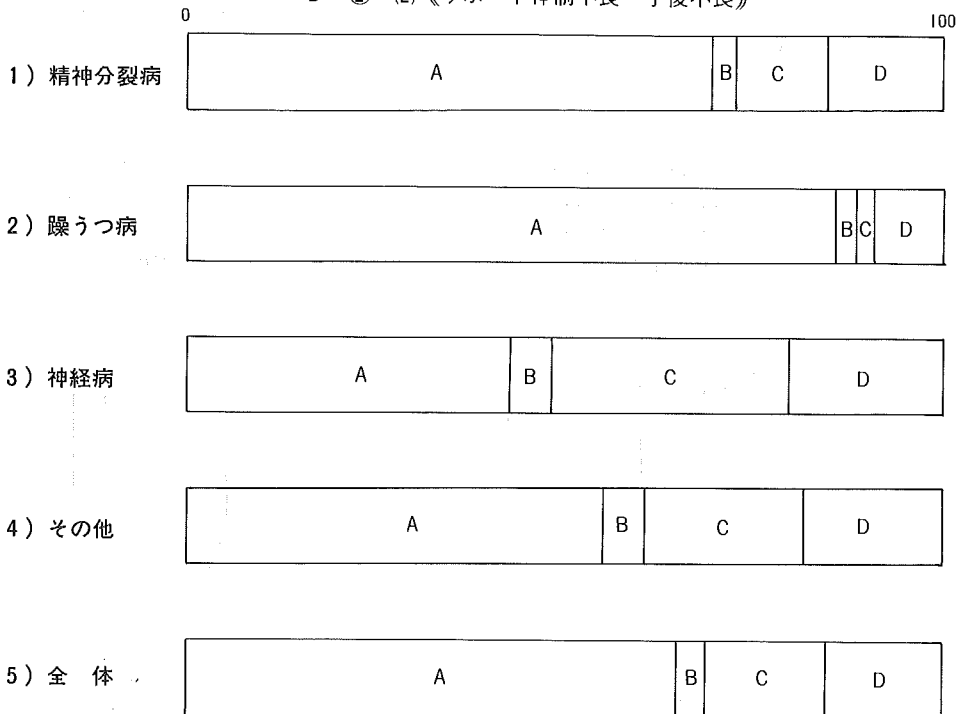 0 100
1) 精神分裂病 A B C D
2) 躁うつ病 A B C D
3) 神経病 A B C D
4) その他 A B C D
5) 全 体 A B C D